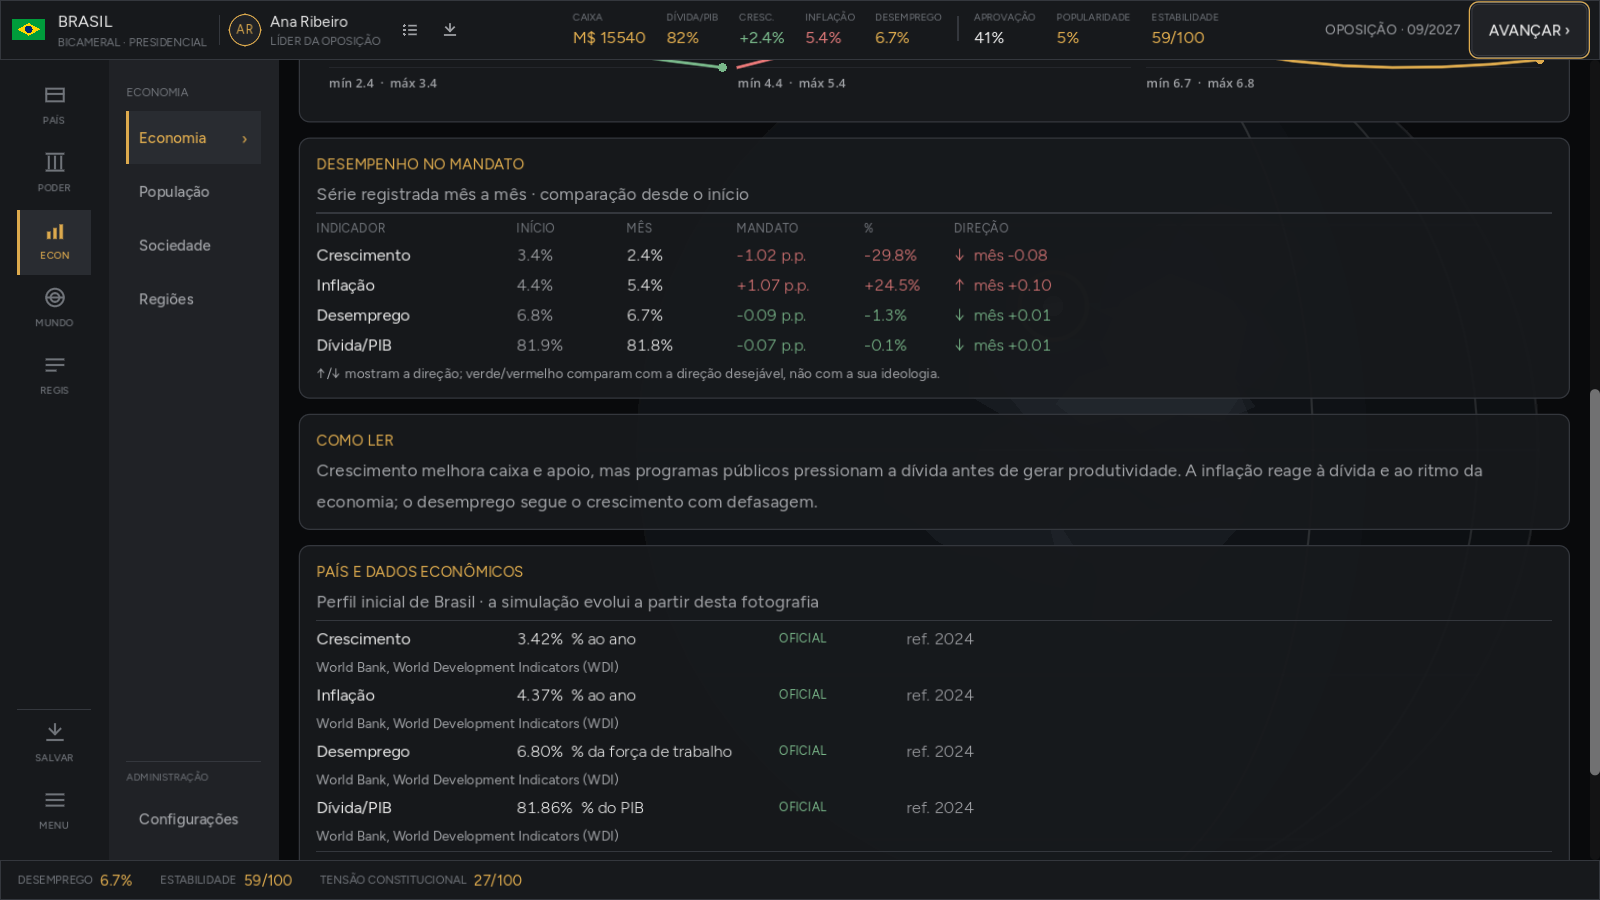 BRASIL
BICAMERAL · PRESIDENCIAL
AR
Ana Ribeiro
LÍDER DA OPOSIÇÃO
CAIXA
M$ 15540
DÍVIDA/PIB
82%
CRESC.
+2.4%
INFLAÇÃO
5.4%
DESEMPREGO
6.7%
APROVAÇÃO
41%
POPULARIDADE
5%
ESTABILIDADE
59/100
OPOSIÇÃO · 09/2027
AVANÇAR ›
PAÍS
PODER
ECON
MUNDO
REGIS
SALVAR
MENU
ECONOMIA
Economia ›
População
Sociedade
Regiões
ADMINISTRAÇÃO
Configurações
mín 2.4 · máx 3.4
mín 4.4 · máx 5.4
mín 6.7 · máx 6.8
DESEMPENHO NO MANDATO
Série registrada mês a mês · comparação desde o início
INDICADOR INÍCIO MÊS MANDATO % DIREÇÃO
Crescimento 3.4% 2.4% -1.02 p.p. -29.8% ↓ mês -0.08
Inflação 4.4% 5.4% +1.07 p.p. +24.5% ↑ mês +0.10
Desemprego 6.8% 6.7% -0.09 p.p. -1.3% ↓ mês +0.01
Dívida/PIB 81.9% 81.8% -0.07 p.p. -0.1% ↓ mês +0.01
↑/↓ mostram a direção; verde/vermelho comparam com a direção desejável, não com a sua ideologia.
COMO LER
Crescimento melhora caixa e apoio, mas programas públicos pressionam a dívida antes de gerar produtividade. A inflação reage à dívida e ao ritmo da
economia; o desemprego segue o crescimento com defasagem.
PAÍS E DADOS ECONÔMICOS
Perfil inicial de Brasil · a simulação evolui a partir desta fotografia
Crescimento 3.42% % ao ano OFICIAL ref. 2024
World Bank, World Development Indicators (WDI)
Inflação 4.37% % ao ano OFICIAL ref. 2024
World Bank, World Development Indicators (WDI)
Desemprego 6.80% % da força de trabalho OFICIAL ref. 2024
World Bank, World Development Indicators (WDI)
Dívida/PIB 81.86% % do PIB OFICIAL ref. 2024
World Bank, World Development Indicators (WDI)
DESEMPREGO 6.7% ESTABILIDADE 59/100 TENSÃO CONSTITUCIONAL 27/100